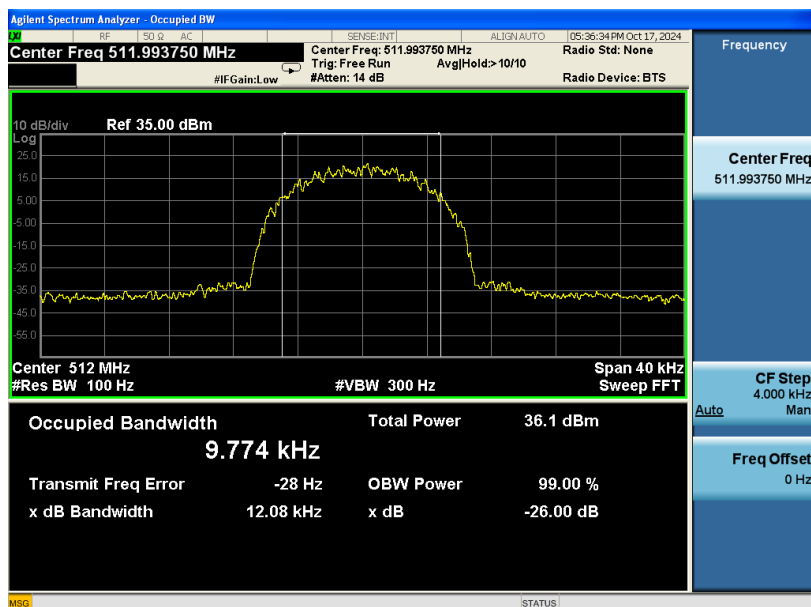 Agilent Spectrum Analyzer - Occupied BW
LXI RF 50 Ω AC SENSE:INT ALIGN AUTO 05:36:34 PM Oct 17, 2024
Center Freq 511.993750 MHz
Center Freq: 511.993750 MHz
Radio Std: None
Trig: Free Run Avg|Hold:>10/10
#IFGain:Low
#Atten: 14 dB
Radio Device: BTS
10 dB/div Ref 35.00 dBm
Log
25.0
15.0
5.00
-5.00
-15.0
-25.0
-35.0
-45.0
-55.0
Center 512 MHz Span 40 kHz
#Res BW 100 Hz #VBW 300 Hz Sweep FFT
Occupied Bandwidth Total Power 36.1 dBm
9.774 kHz
Transmit Freq Error -28 Hz OBW Power 99.00 %
x dB Bandwidth 12.08 kHz x dB -26.00 dB
MSG STATUS
Frequency
Center Freq
511.993750 MHz
CF Step
4.000 kHz
Auto Man
Freq Offset
0 Hz